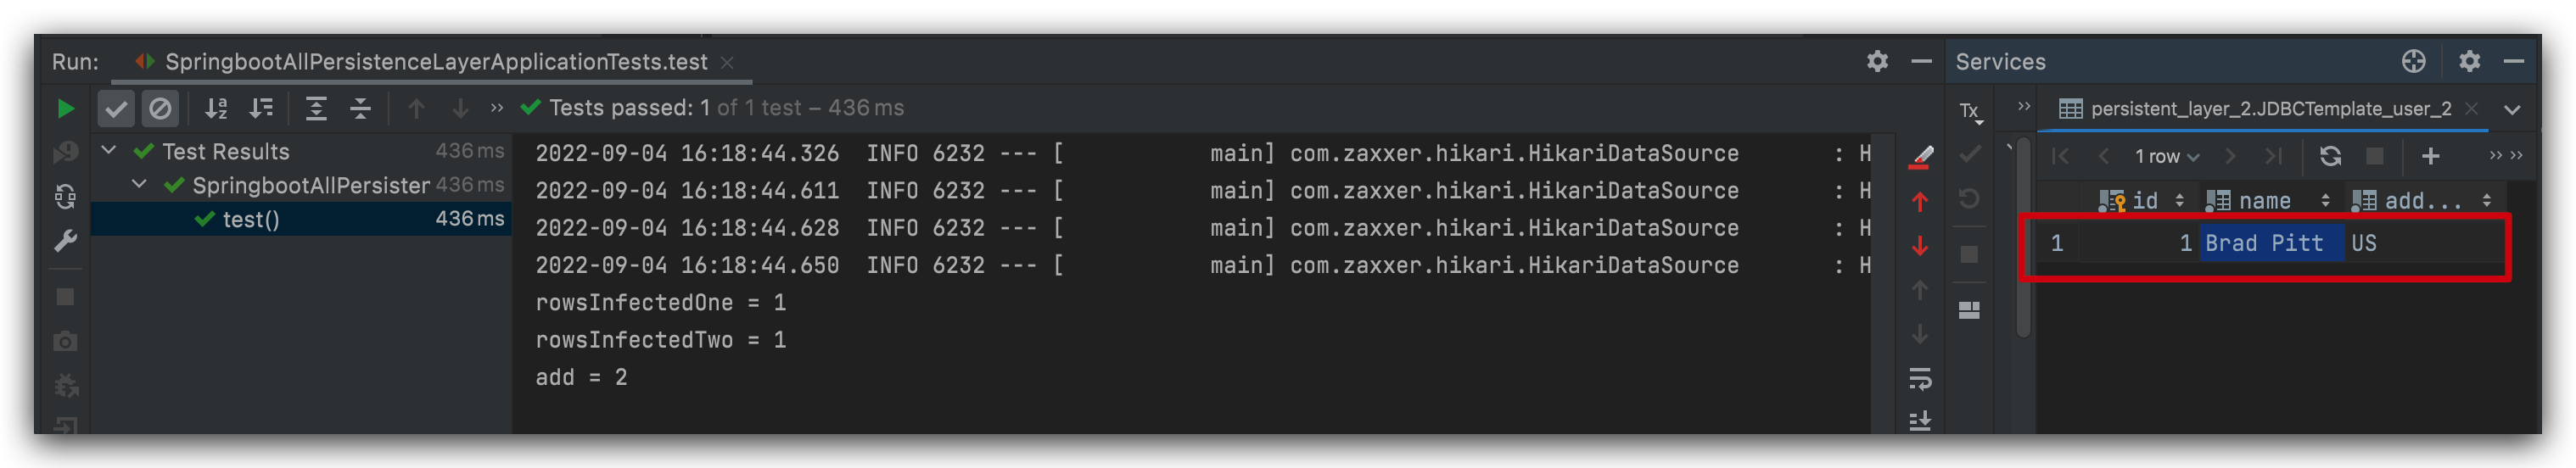 Run: SpringbootAllPersistenceLayerApplicationTests.test
Tests passed: 1 of 1 test – 436 ms
Test Results 436 ms
SpringbootAllPersister 436 ms
test() 436 ms
2022-09-04 16:18:44.326  INFO 6232 --- [           main] com.zaxxer.hikari.HikariDataSource       : H
2022-09-04 16:18:44.611  INFO 6232 --- [           main] com.zaxxer.hikari.HikariDataSource       : H
2022-09-04 16:18:44.628  INFO 6232 --- [           main] com.zaxxer.hikari.HikariDataSource       : H
2022-09-04 16:18:44.650  INFO 6232 --- [           main] com.zaxxer.hikari.HikariDataSource       : H
rowsInfectedOne = 1
rowsInfectedTwo = 1
add = 2
Services
Tx
persistent_layer_2.JDBCTemplate_user_2
1 row
id name add...
1 1 Brad Pitt US